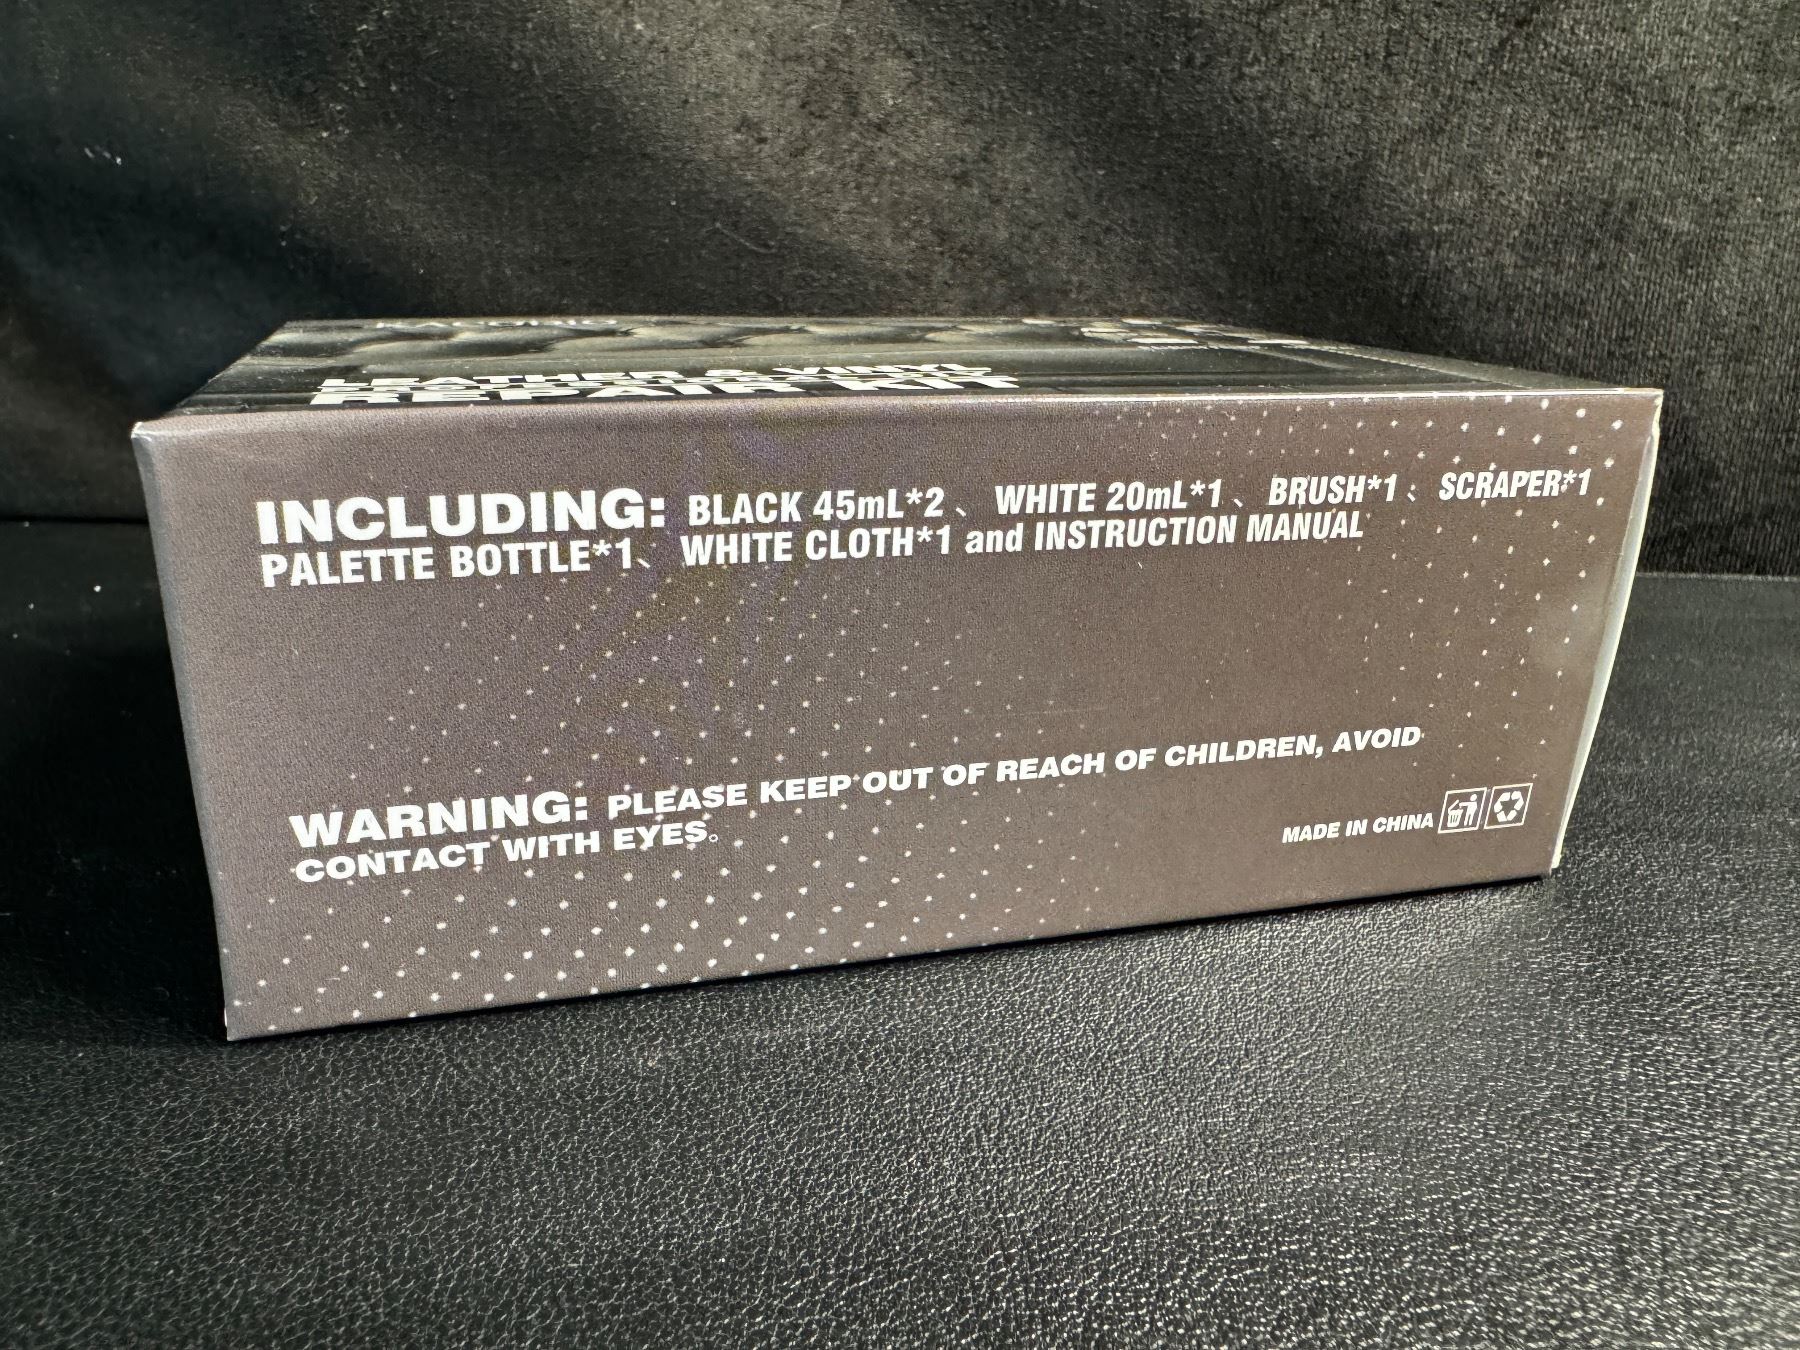 LEATHER & VINYL
REPAIR KIT
INCLUDING: BLACK 45mL*2 、 WHITE 20mL*1 、 BRUSH*1 、 SCRAPER*1 、
PALETTE BOTTLE*1、 WHITE CLOTH*1 and INSTRUCTION MANUAL
WARNING: PLEASE KEEP OUT OF REACH OF CHILDREN, AVOID
CONTACT WITH EYES。
MADE IN CHINA